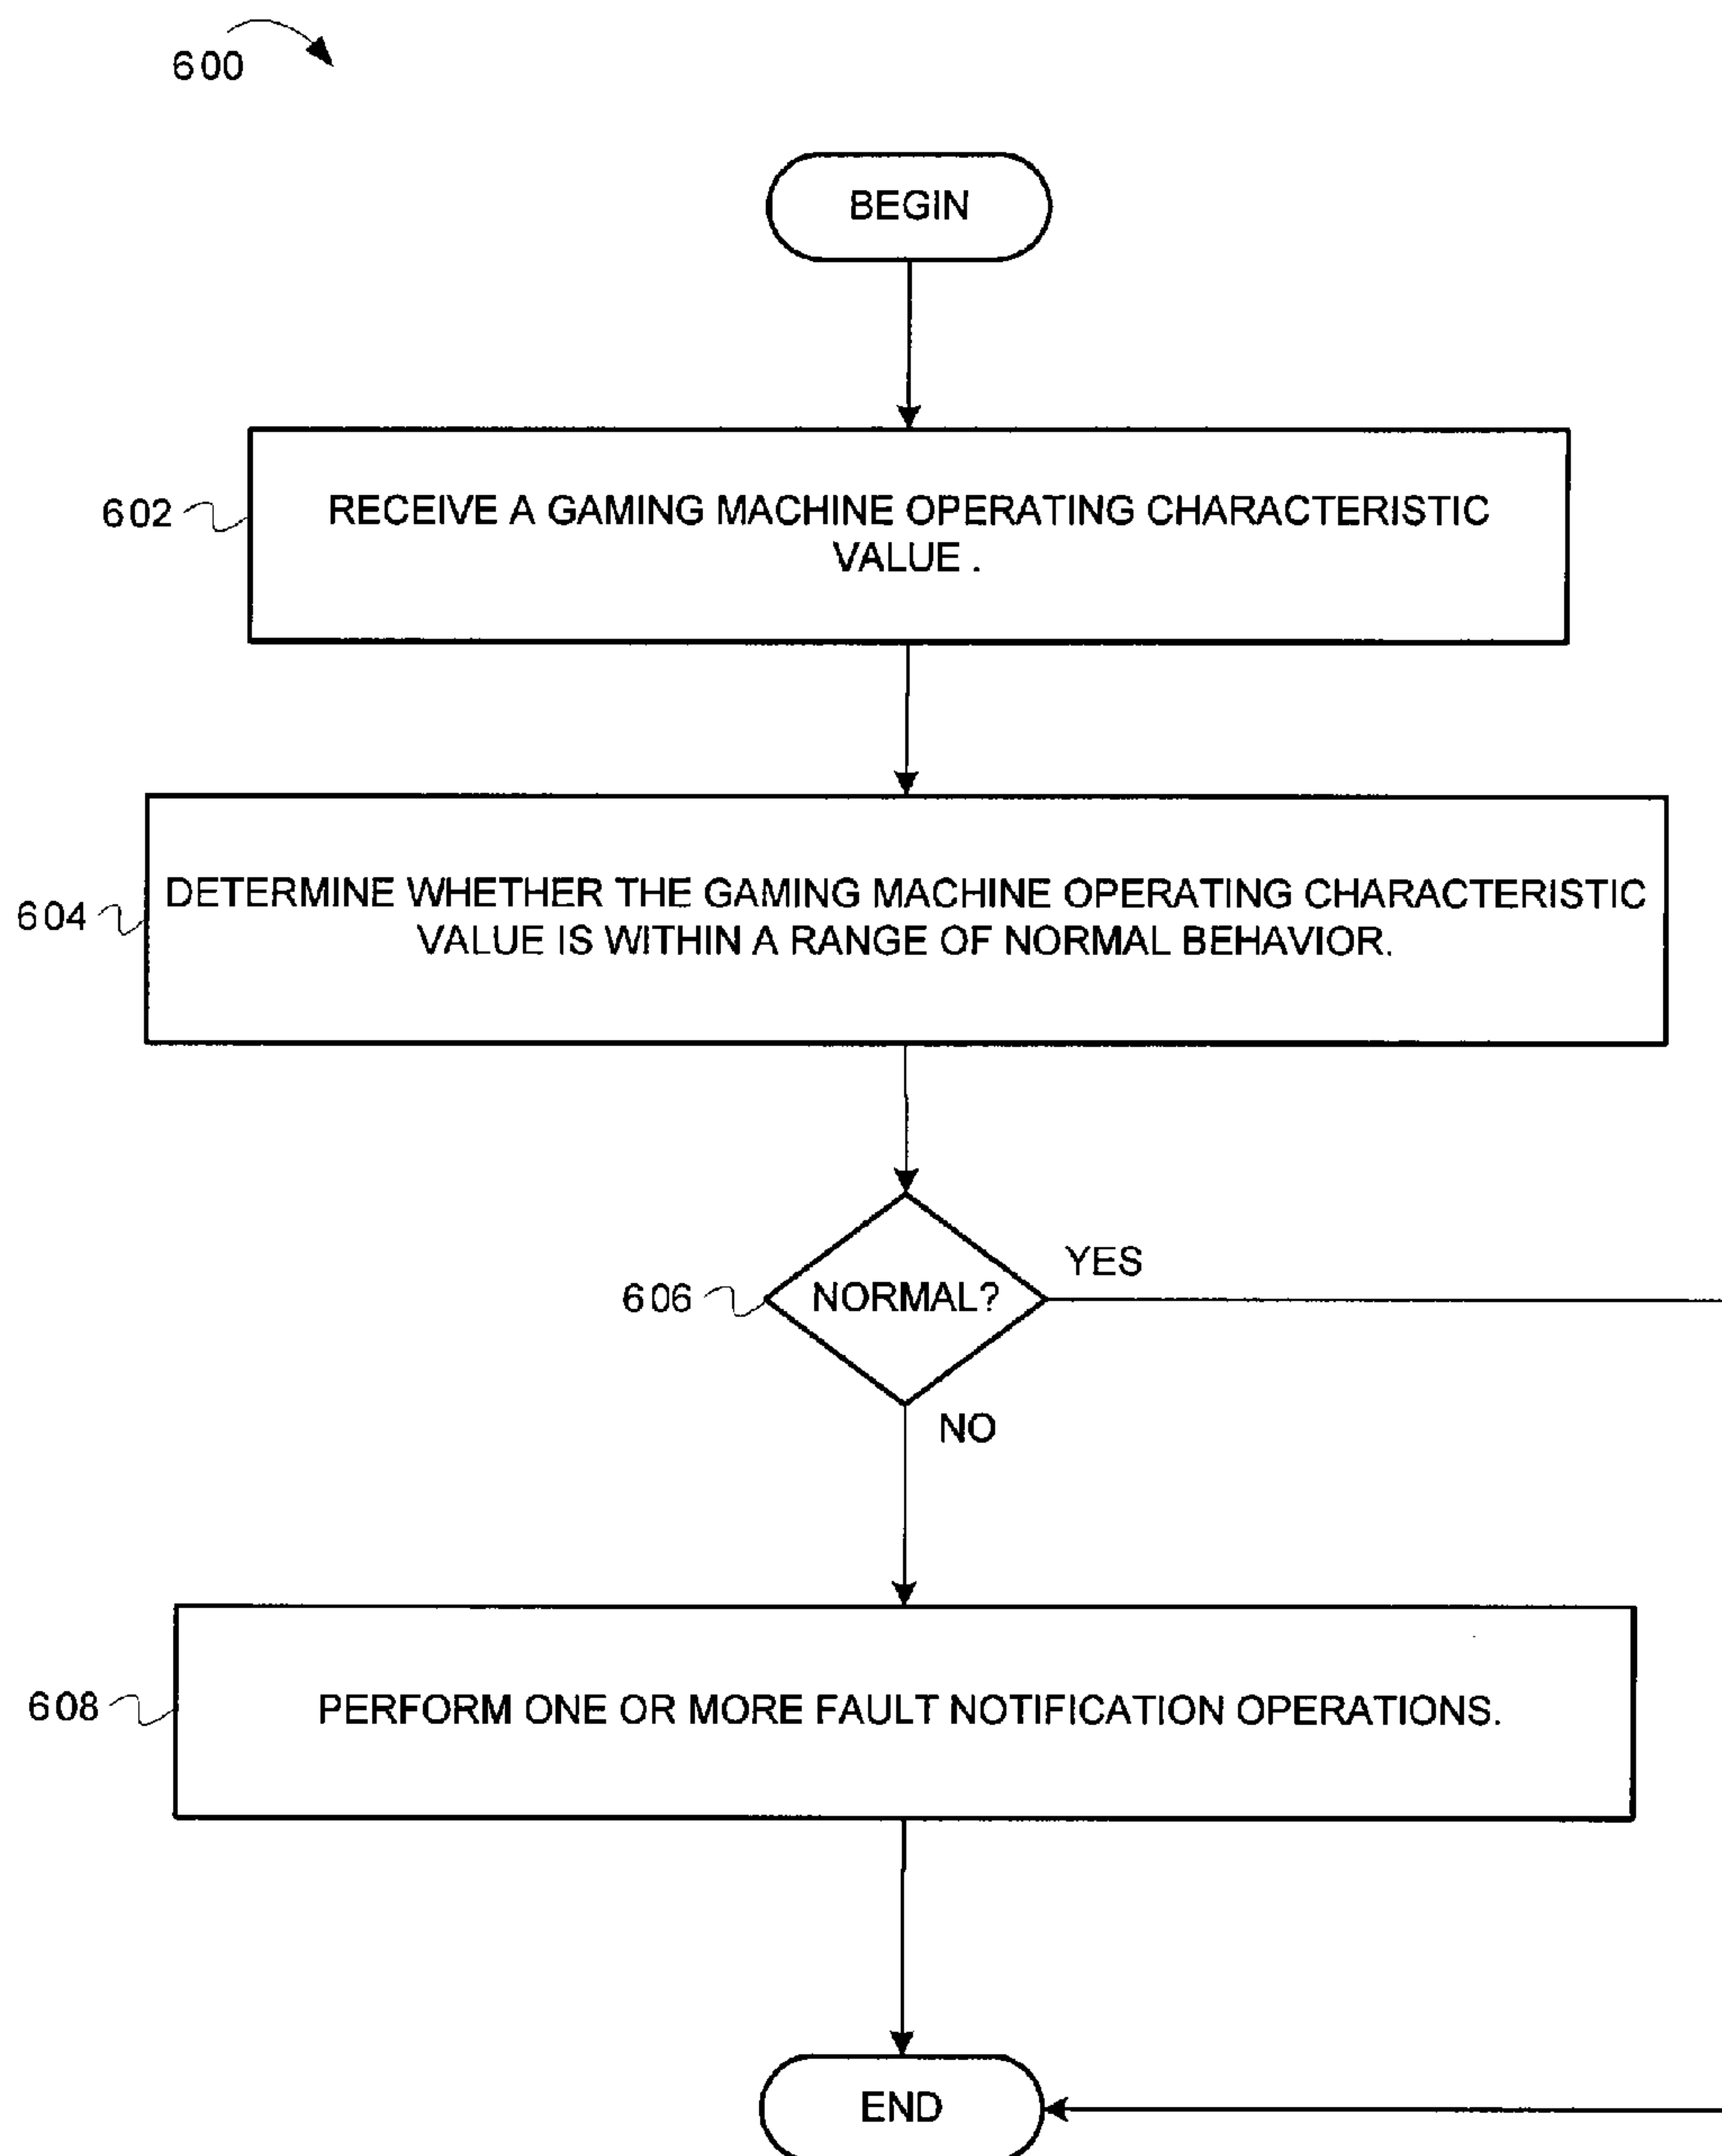 600
BEGIN
602
RECEIVE A GAMING MACHINE OPERATING CHARACTERISTIC
VALUE .
604
DETERMINE WHETHER THE GAMING MACHINE OPERATING CHARACTERISTIC
VALUE IS WITHIN A RANGE OF NORMAL BEHAVIOR.
606
NORMAL?
YES
NO
608
PERFORM ONE OR MORE FAULT NOTIFICATION OPERATIONS.
END